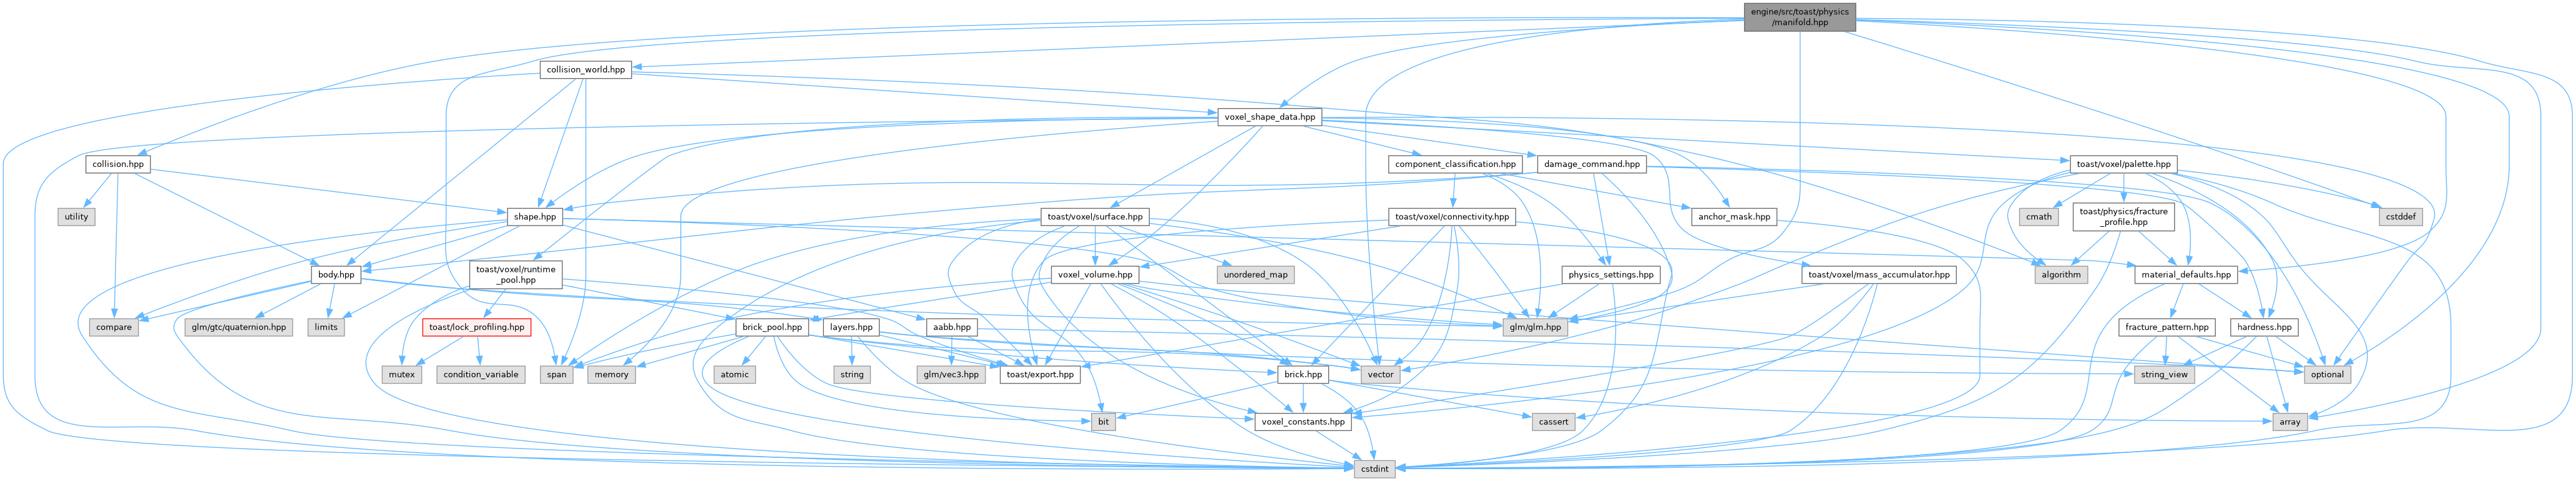 engine/src/toast/physics
/manifold.hpp
collision_world.hpp
voxel_shape_data.hpp
collision.hpp
component_classification.hpp
damage_command.hpp
toast/voxel/palette.hpp
utility
shape.hpp
toast/voxel/surface.hpp
toast/voxel/connectivity.hpp
anchor_mask.hpp
cmath
toast/physics/fracture
_profile.hpp
cstddef
body.hpp
toast/voxel/runtime
_pool.hpp
voxel_volume.hpp
unordered_map
physics_settings.hpp
toast/voxel/mass_accumulator.hpp
algorithm
material_defaults.hpp
compare
glm/gtc/quaternion.hpp
limits
toast/lock_profiling.hpp
brick_pool.hpp
layers.hpp
aabb.hpp
glm/glm.hpp
fracture_pattern.hpp
hardness.hpp
mutex
condition_variable
span
memory
atomic
string
glm/vec3.hpp
toast/export.hpp
brick.hpp
vector
string_view
optional
bit
voxel_constants.hpp
cassert
array
cstdint